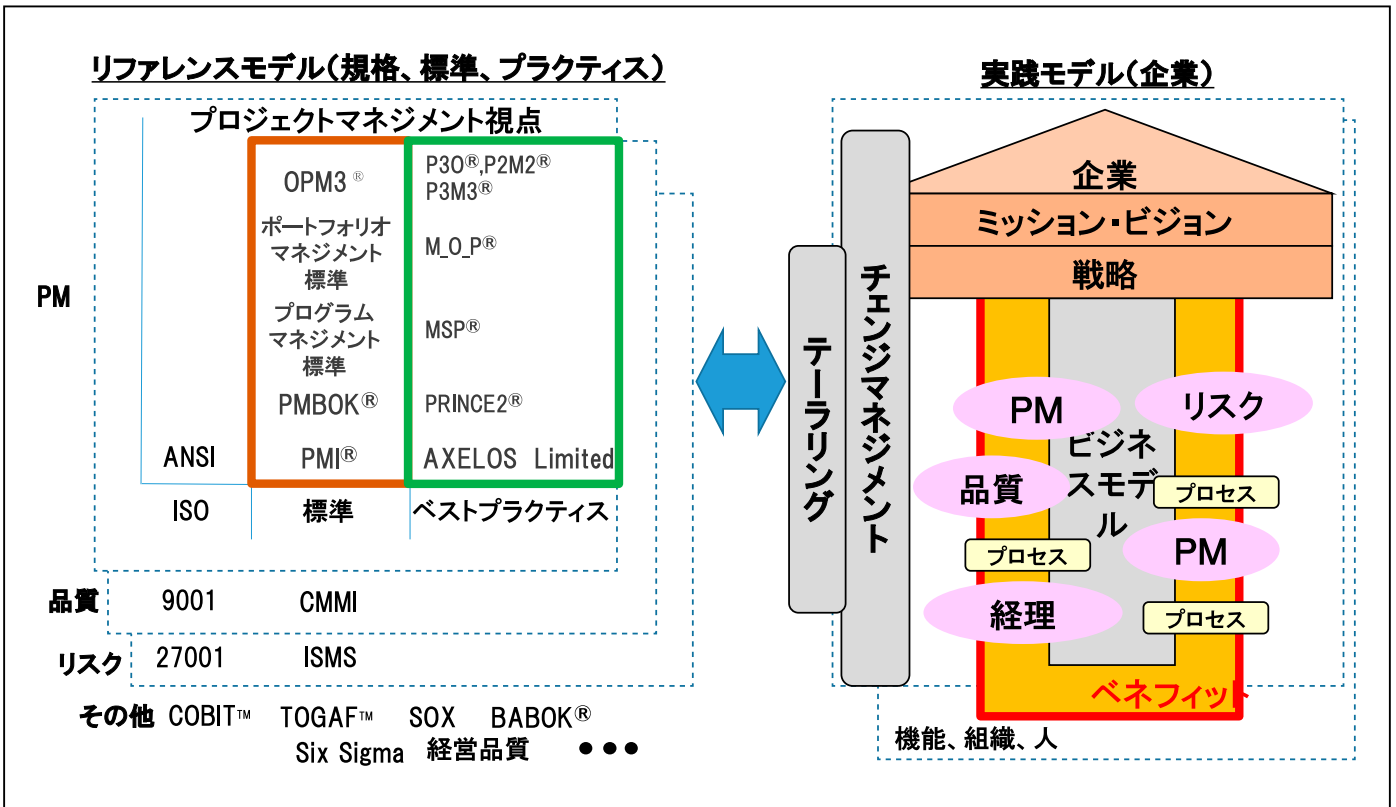 リファレンスモデル(規格、標準、プラクティス)
プロジェクトマネジメント視点
PM
OPM3 ®
P3O®,P2M2®
P3M3®
ポートフォリオ
マネジメント
標準
M_O_P®
プログラム
マネジメント
標準
MSP®
PMBOK®
PRINCE2®
ANSI
PMI®
AXELOS Limited
ISO
標準
ベストプラクティス
品質
9001
CMMI
リスク
27001
ISMS
その他 COBIT™ TOGAF™ SOX BABOK®
Six Sigma 経営品質 ●●●
テーラリング
チェンジマネジメント
実践モデル(企業)
企業
ミッション・ビジョン
戦略
PM
リスク
ビジネ
スモデ
ル
品質
プロセス
プロセス
PM
経理
プロセス
ベネフィット
機能、組織、人